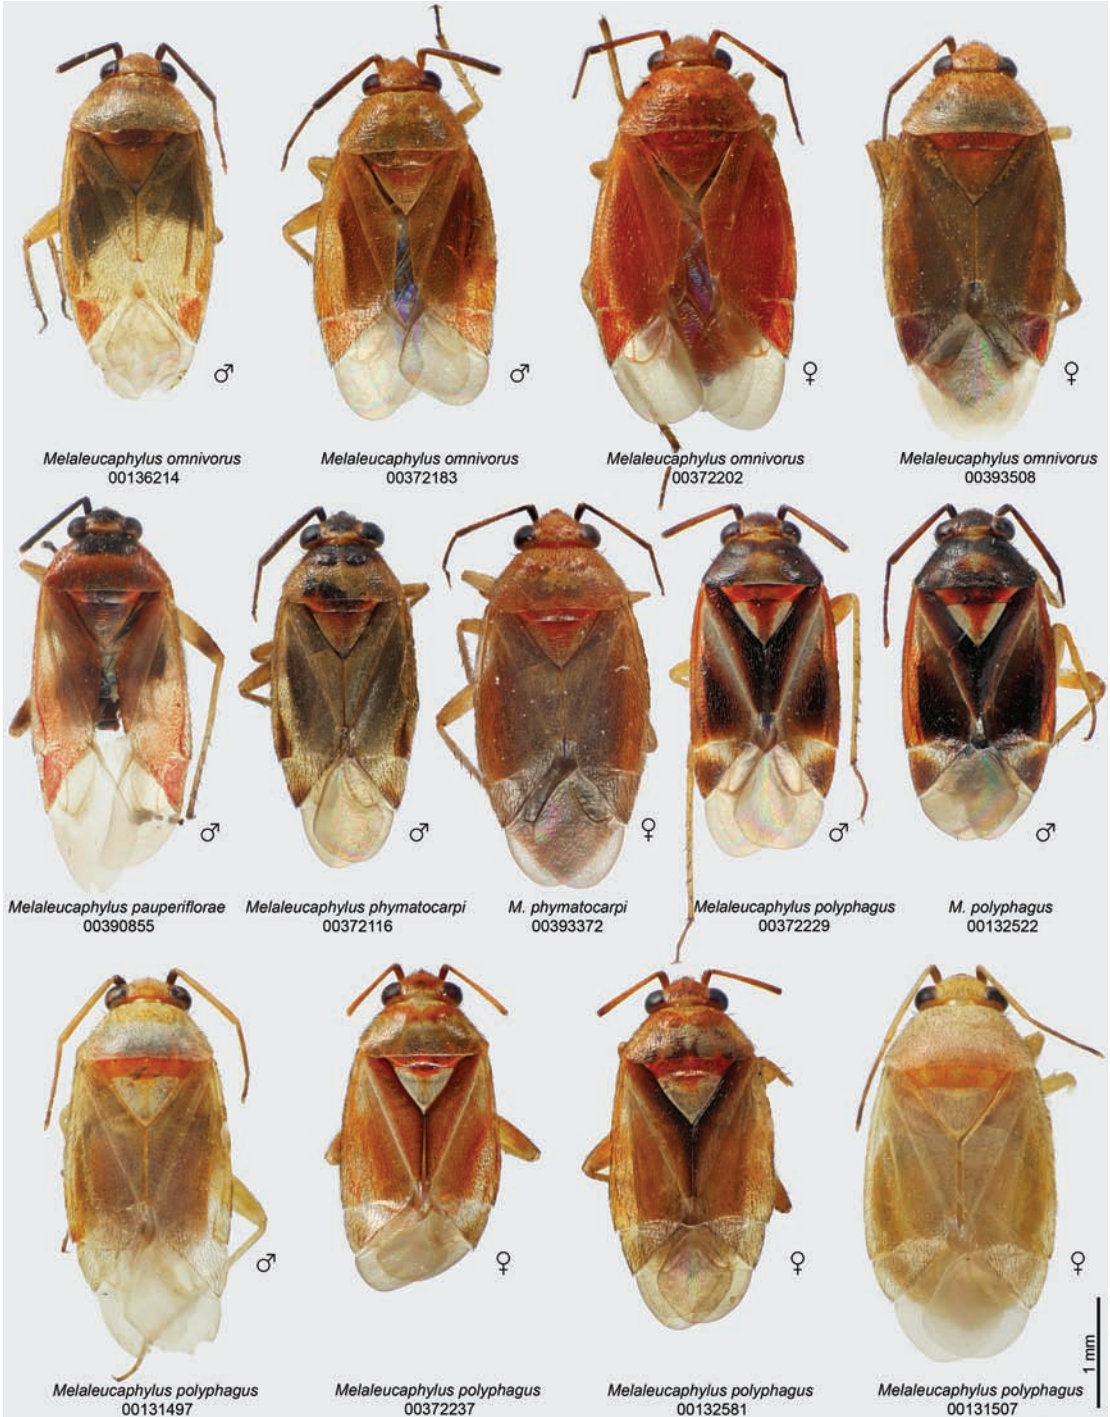 ♂
♂
♀
♀
Melaleucaphylus omnivorus
00136214
Melaleucaphylus omnivorus
00372183
Melaleucaphylus omnivorus
00372202
Melaleucaphylus omnivorus
00393508
♂
♂
♀
♂
♂
Melaleucaphylus pauperiflorae
00390855
Melaleucaphylus phymatocarpi
00372116
M. phymatocarpi
00393372
Melaleucaphylus polyphagus
00372229
M. polyphagus
00132522
♂
♀
♀
♀
1 mm
Melaleucaphylus polyphagus
00131497
Melaleucaphylus polyphagus
00372237
Melaleucaphylus polyphagus
00132581
Melaleucaphylus polyphagus
00131507